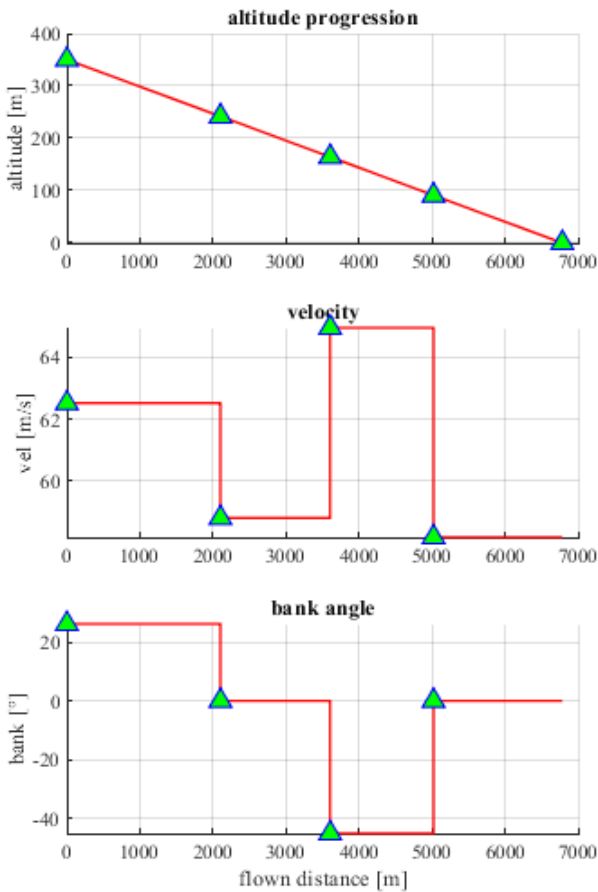 altitude progression
400
300
200
100
0
altitude [m]
0 1000 2000 3000 4000 5000 6000 7000
velocity
64
62
60
vel [m/s]
0 1000 2000 3000 4000 5000 6000 7000
bank angle
20
0
-20
-40
bank [°]
0 1000 2000 3000 4000 5000 6000 7000
flown distance [m]